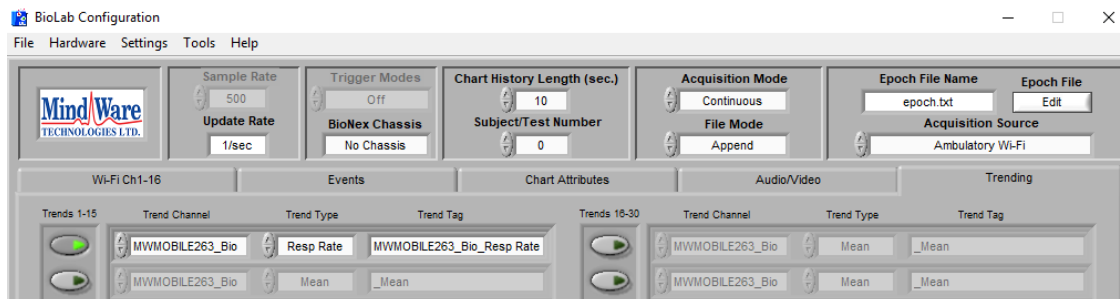 BioLab Configuration
File Hardware Settings Tools Help
MindWare
TECHNOLOGIES LTD.
Sample Rate
500
Update Rate
1/sec
Trigger Modes
Off
BioNex Chassis
No Chassis
Chart History Length (sec.)
10
Subject/Test Number
0
Acquisition Mode
Continuous
File Mode
Append
Epoch File Name
epoch.txt
Epoch File
Edit
Acquisition Source
Ambulatory Wi-Fi
Wi-Fi Ch1-16 Events Chart Attributes Audio/Video Trending
Trends 1-15 Trend Channel Trend Type Trend Tag Trends 16-30 Trend Channel Trend Type Trend Tag
MWMOBILE263_Bio Resp Rate MWMOBILE263_Bio_Resp Rate MWMOBILE263_Bio Mean _Mean
MWMOBILE263_Bio Mean _Mean MWMOBILE263_Bio Mean _Mean